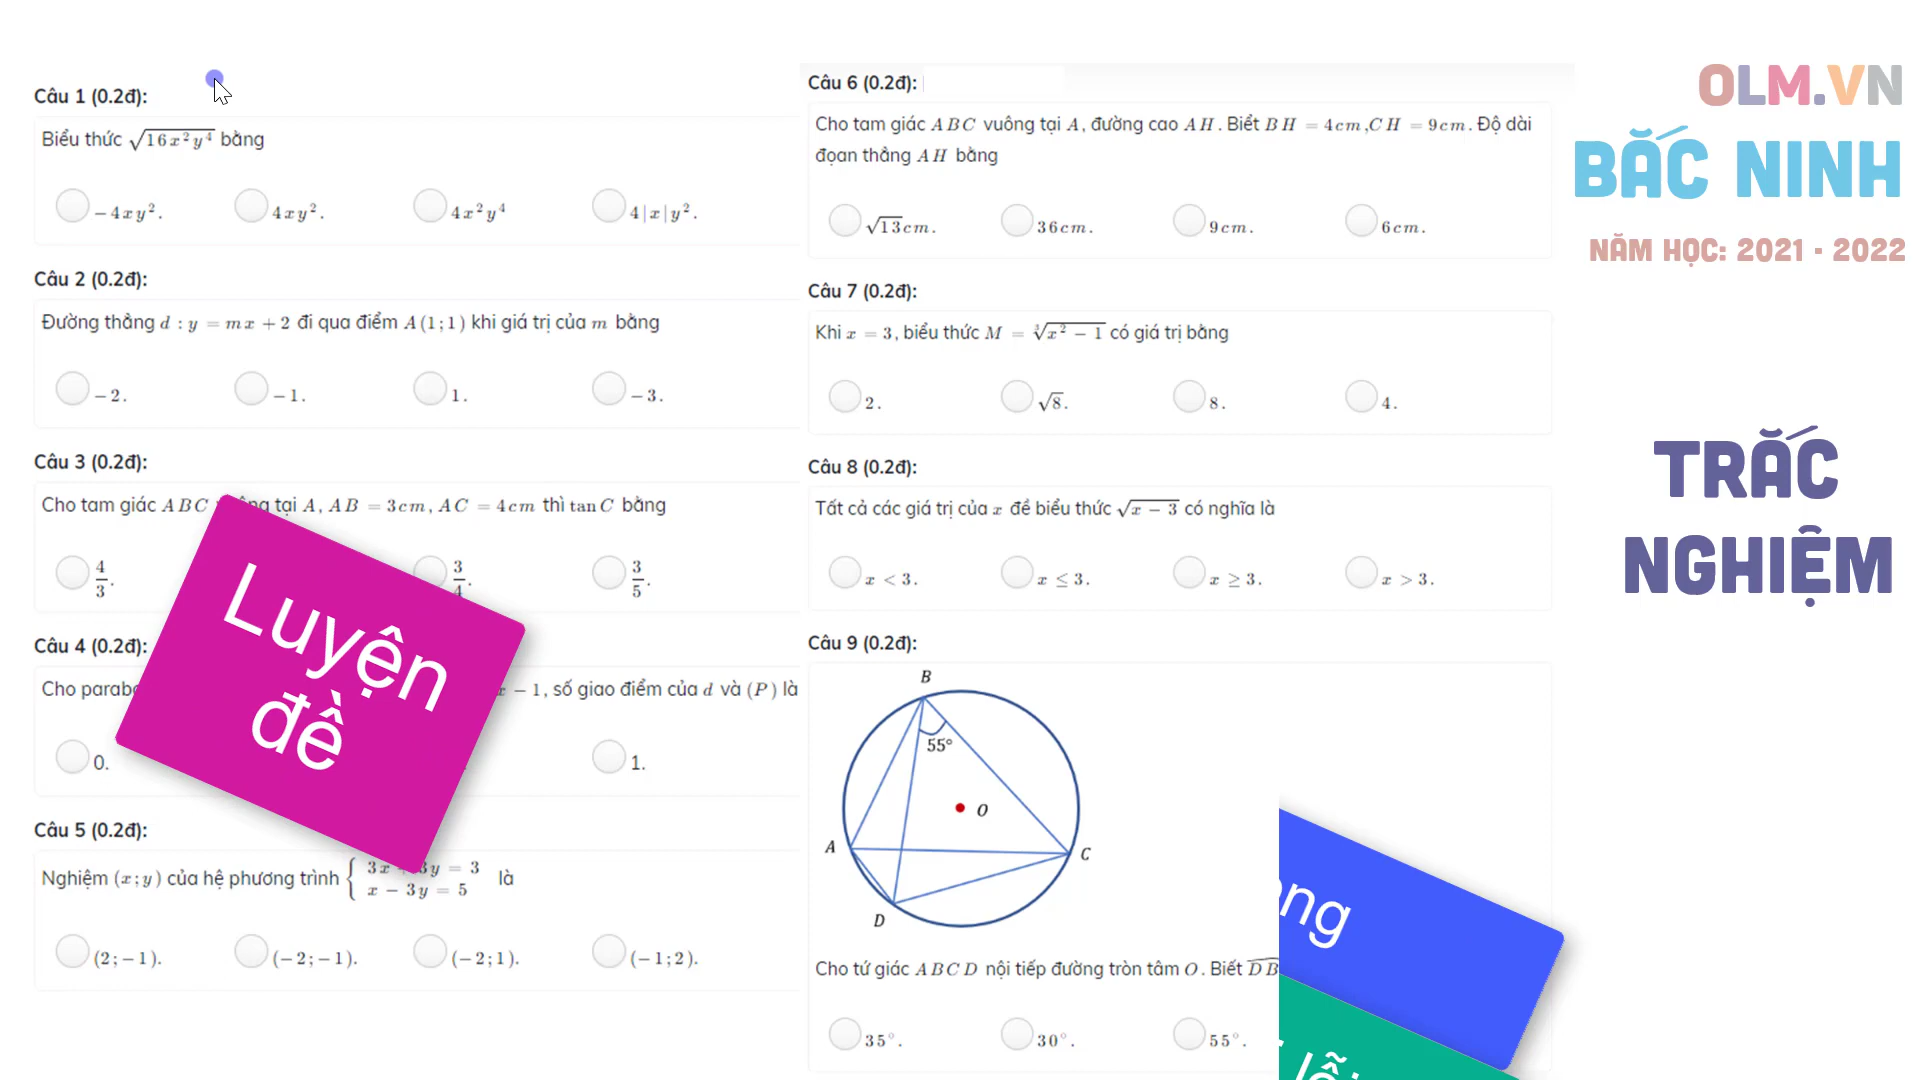 Câu 1 (0.2đ):
Biểu thức √16x²y⁴ bằng
−4xy². 4xy². 4x²y⁴ 4|x|y².
Câu 2 (0.2đ):
Đường thẳng d : y = mx + 2 đi qua điểm A(1;1) khi giá trị của m bằng
−2. −1. 1. −3.
Câu 3 (0.2đ):
Cho tam giác ABC tại A, AB = 3cm, AC = 4cm thì tan C bằng
4/3. 3/4. 3/5.
Câu 4 (0.2đ):
Cho x − 1, số giao điểm của d và (P) là
0. 1.
Câu 5 (0.2đ):
Nghiệm (x;y) của hệ phương trình { 3x 3y = 3 là
x − 3y = 5
(2;−1). (−2;−1). (−2;1). (−1;2).
Luyện
đề
Câu 6 (0.2đ):
Cho tam giác ABC vuông tại A, đường cao AH. Biết BH = 4cm,CH = 9cm. Độ dài
đọan thẳng AH bằng
√13cm. 36cm. 9cm. 6cm.
Câu 7 (0.2đ):
Khi x = 3, biểu thức M = ∛x² − 1 có giá trị bằng
2. √8. 8. 4.
Câu 8 (0.2đ):
Tất cả các giá trị của x để biểu thức √x − 3 có nghĩa là
x < 3. x ≤ 3. x ≥ 3. x > 3.
Câu 9 (0.2đ):
B
55°
O
A
C
D
Cho tứ giác ABCD nội tiếp đường tròn tâm O. Biết DB
35°. 30°. 55°.
OLM.VN
BẮC NINH
NĂM HỌC: 2021 - 2022
TRẮC
NGHIỆM